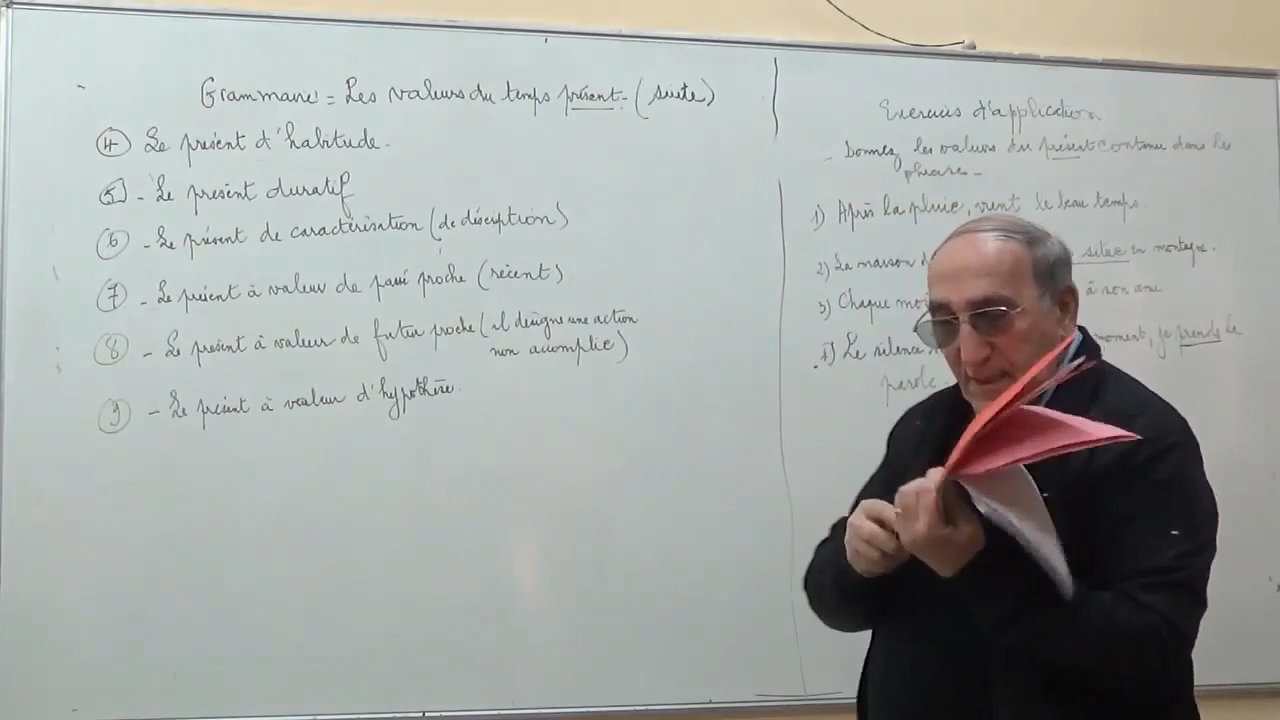 Grammaire = Les valeurs du temps présent - (suite)
④ Le présent d'habitude.
⑤ - Le présent duratif
⑥ - Le présent de caractérisation (de déscription)
⑦ - Le présent à valeur de passé proche (récent)
⑧ - Le présent à valeur de futur proche (il désigne une action
non accomplie)
⑨ - Le présent à valeur d'hypothèse.
Exercices d'application
- Donnez les valeurs du présent contenu dans les
phrases -
1) Après la pluie, vient le beau temps.
2) La maison située en montagne.
3) Chaque à son ami
4) Le silence moment, je prends la
parole.